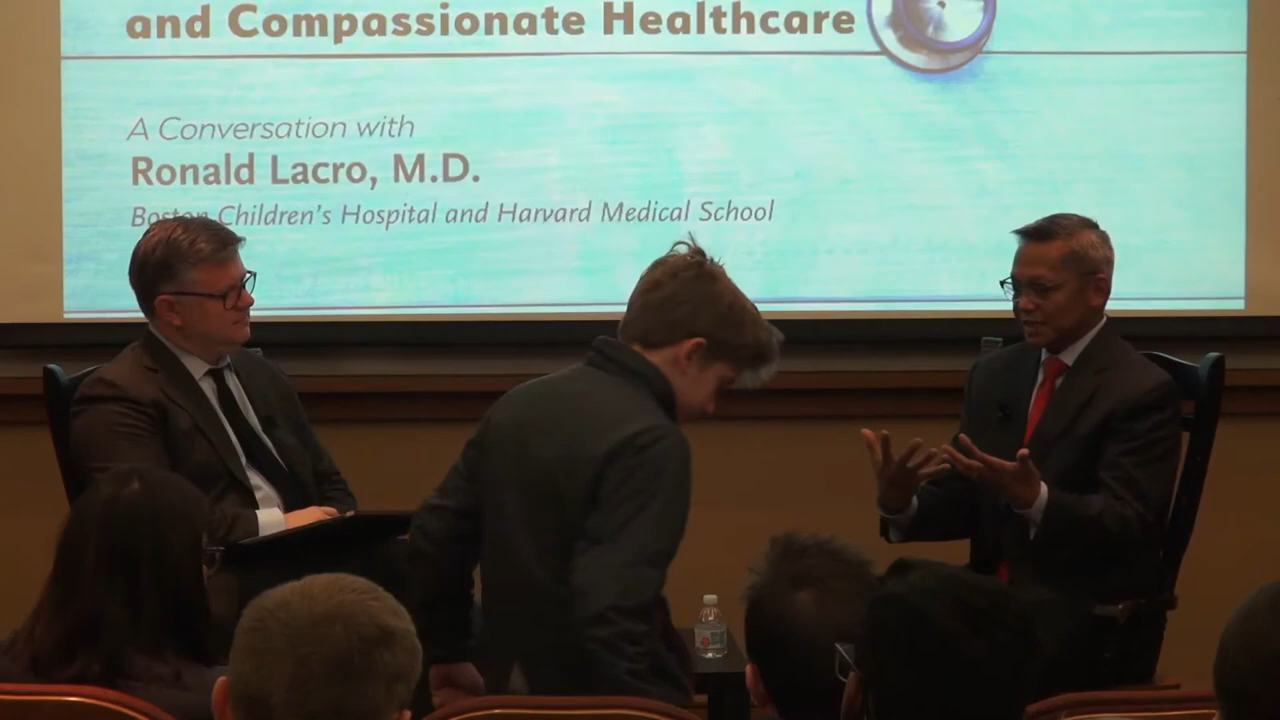 and Compassionate Healthcare
A Conversation with
Ronald Lacro, M.D.
Boston Children's Hospital and Harvard Medical School